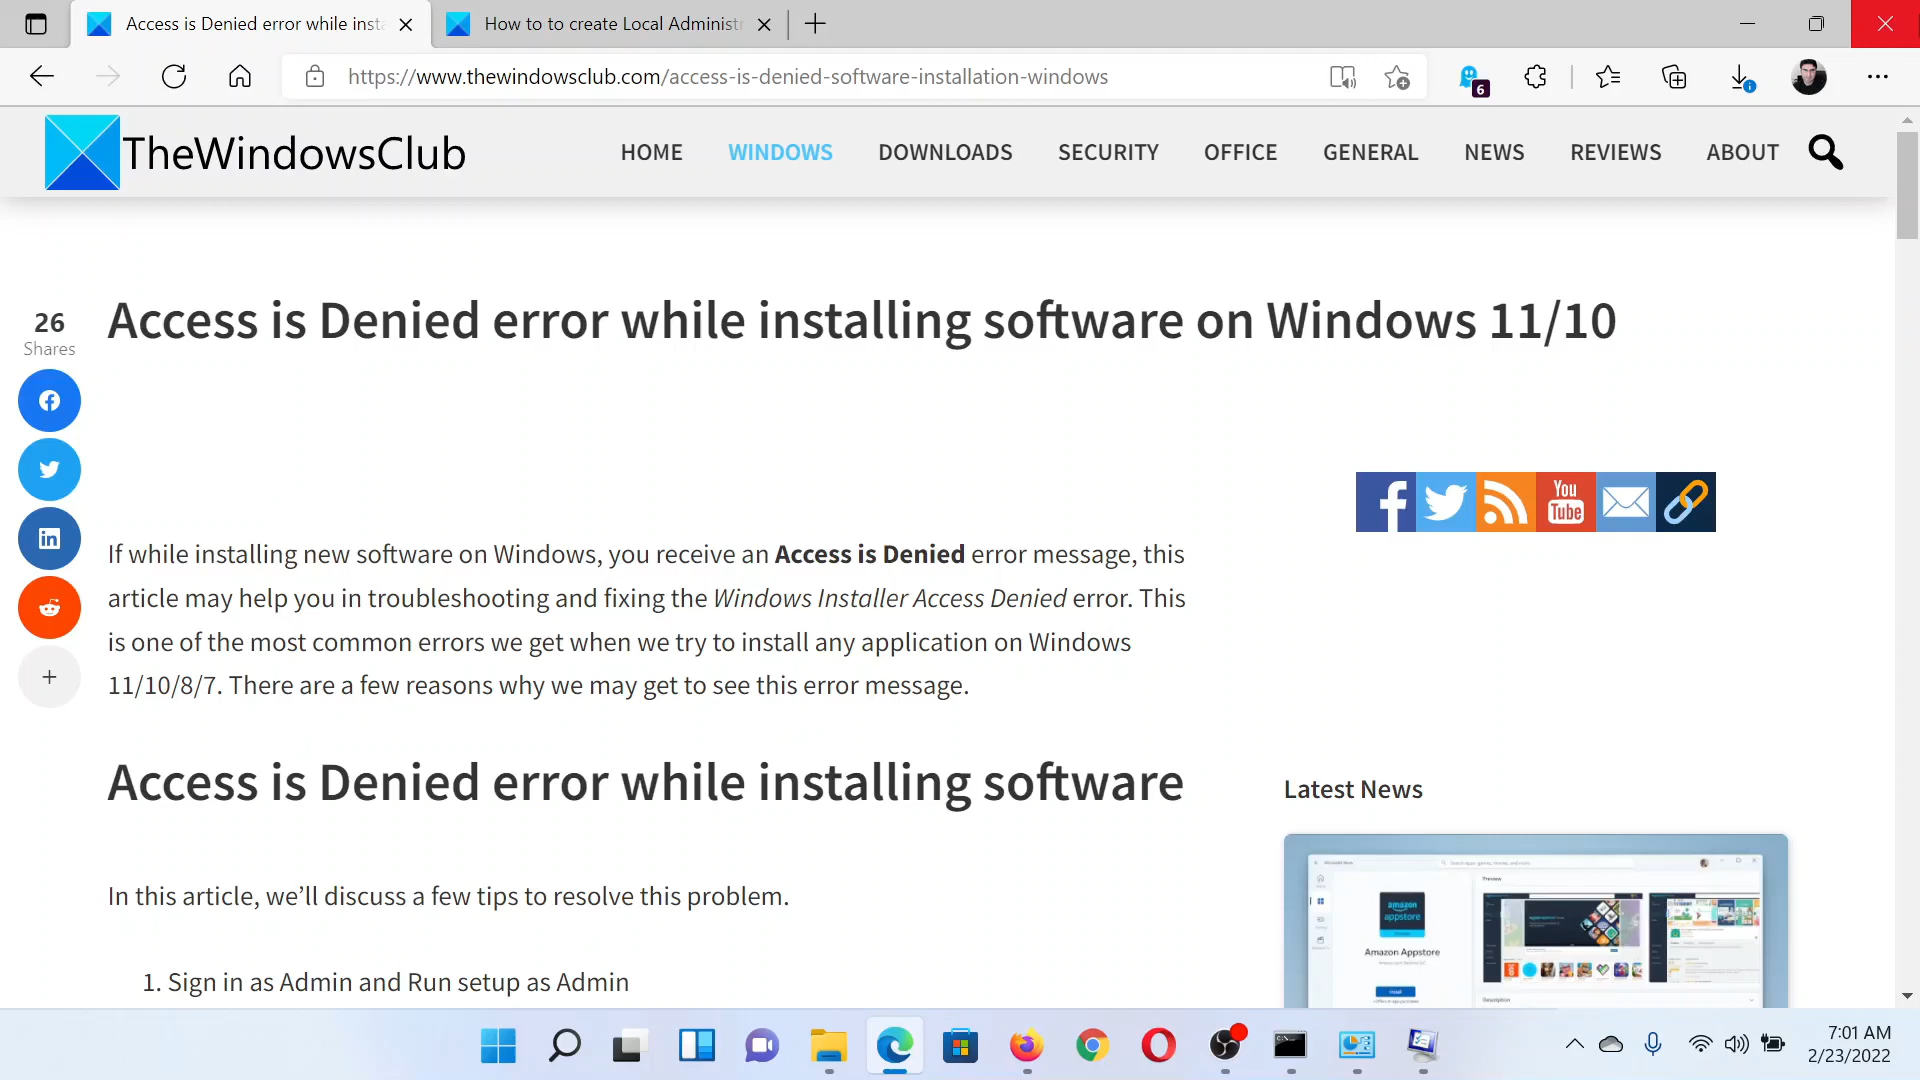 Access is Denied error while insta
How to to create Local Administr
https://www.thewindowsclub.com/access-is-denied-software-installation-windows
6
TheWindowsClub
HOME WINDOWS DOWNLOADS SECURITY OFFICE GENERAL NEWS REVIEWS ABOUT
26
Shares
Access is Denied error while installing software on Windows 11/10
You
Tube
If while installing new software on Windows, you receive an Access is Denied error message, this
article may help you in troubleshooting and fixing the Windows Installer Access Denied error. This
is one of the most common errors we get when we try to install any application on Windows
11/10/8/7. There are a few reasons why we may get to see this error message.
Access is Denied error while installing software
In this article, we’ll discuss a few tips to resolve this problem.
1. Sign in as Admin and Run setup as Admin
Latest News
amazon
appstore
Amazon Appstore
Install
Preview
Description
7:01 AM
2/23/2022